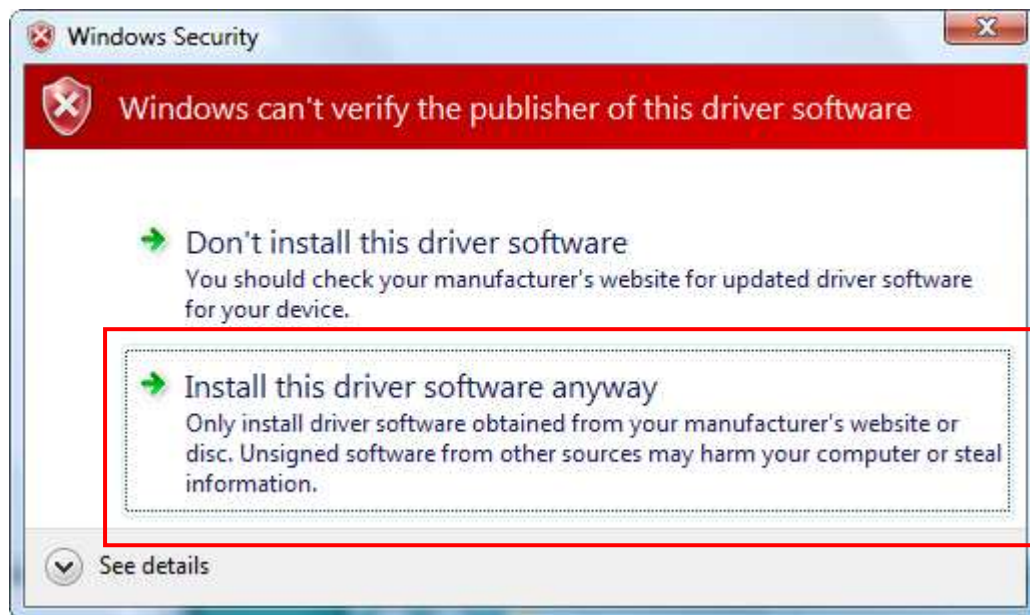 Windows Security
Windows can't verify the publisher of this driver software
Don't install this driver software
You should check your manufacturer's website for updated driver software
for your device.
Install this driver software anyway
Only install driver software obtained from your manufacturer's website or
disc. Unsigned software from other sources may harm your computer or steal
information.
See details